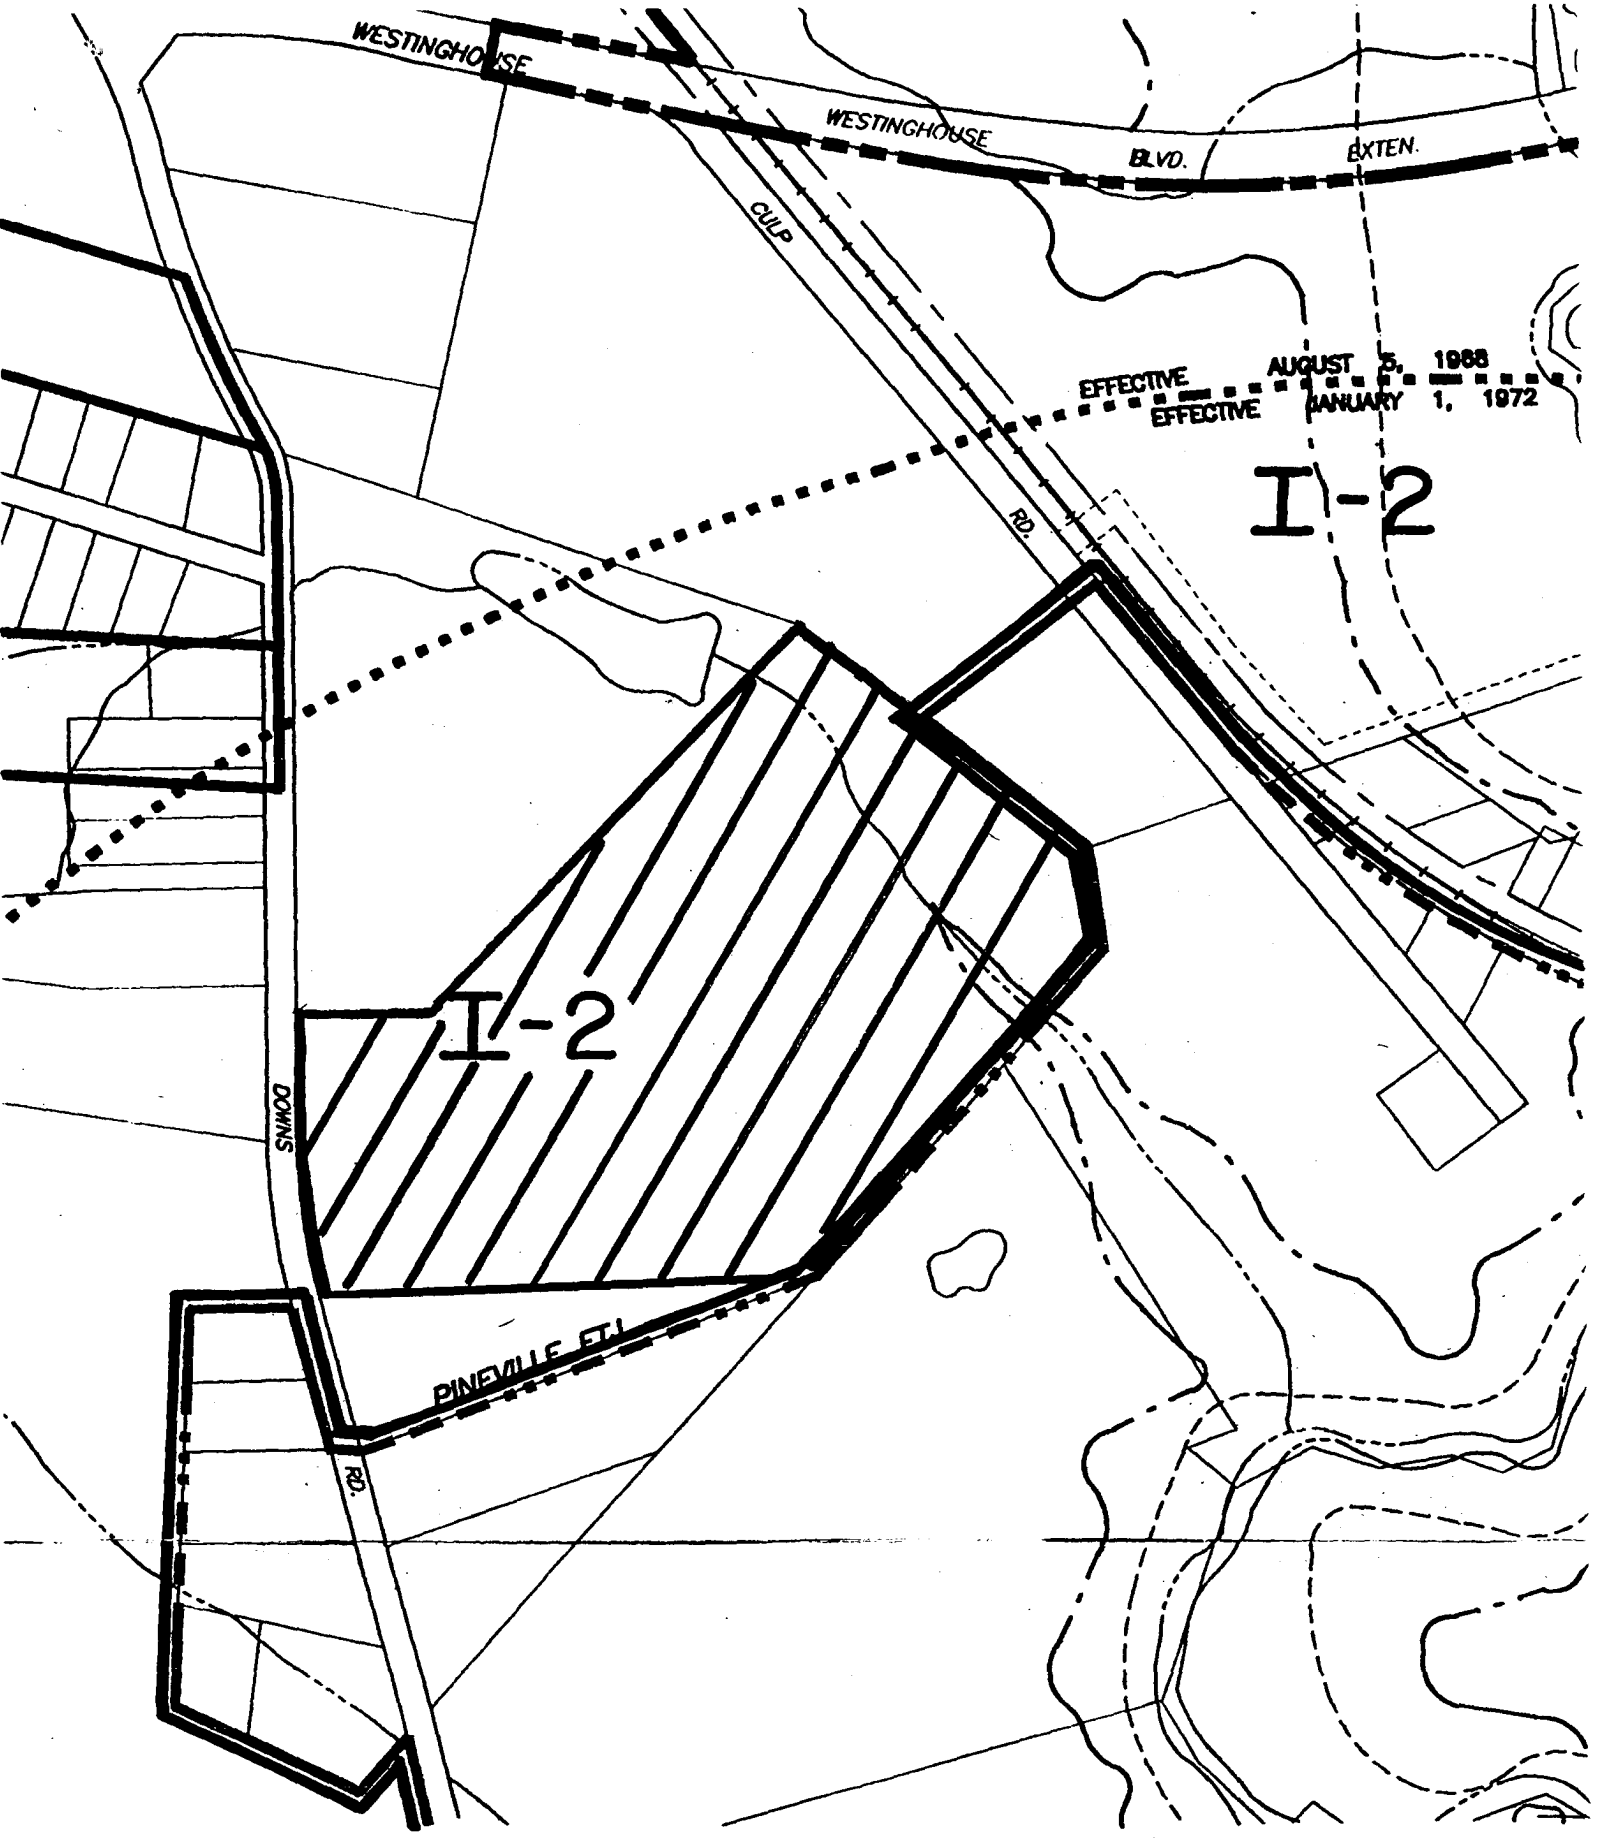 WESTINGHOUSE
WESTINGHOUSE BLVD. EXTEN.
CULP RD.
EFFECTIVE AUGUST 5, 1988
EFFECTIVE JANUARY 1, 1972
I-2
I-2
DOWNS RD.
PINEVILLE ETJ